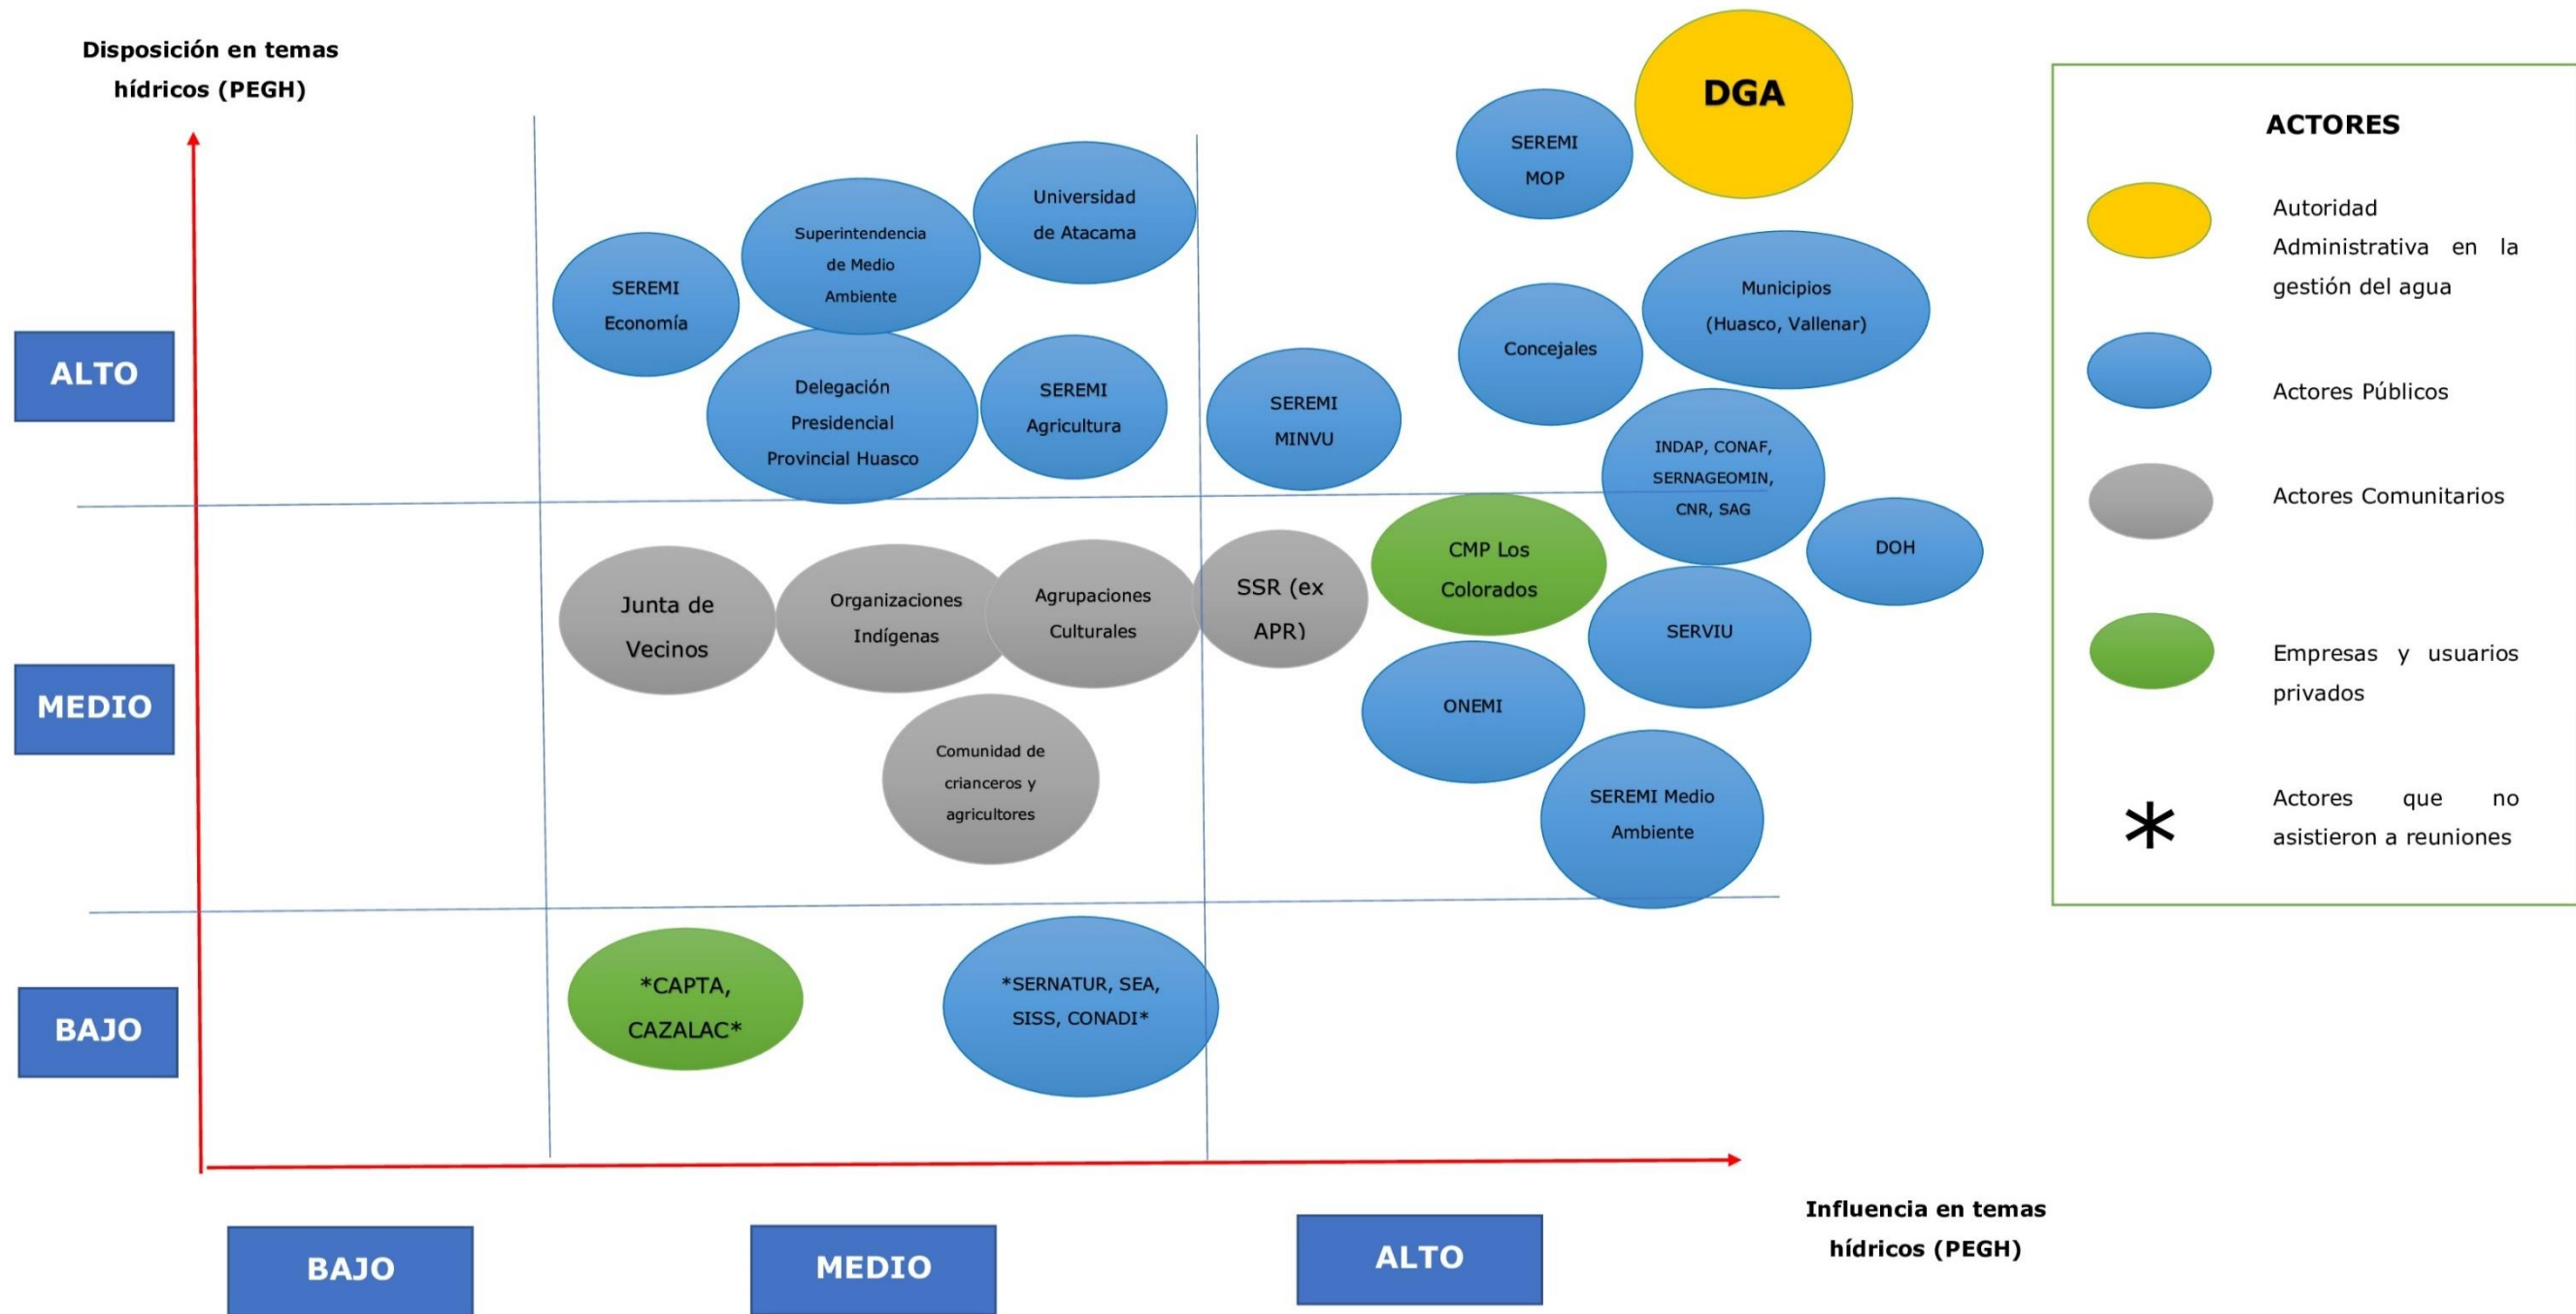 Disposición en temas
hídricos (PEGH)
DGA
SEREMI
MOP
Universidad
de Atacama
Superintendencia
de Medio
Ambiente
SEREMI
Economía
Municipios
(Huasco, Vallenar)
Concejales
ALTO
Delegación
Presidencial
Provincial Huasco
SEREMI
Agricultura
SEREMI
MINVU
INDAP, CONAF,
SERNAGEOMIN,
CNR, SAG
DOH
CMP Los
Colorados
Junta de
Vecinos
Organizaciones
Indígenas
Agrupaciones
Culturales
SSR (ex
APR)
SERVIU
MEDIO
ONEMI
Comunidad de
crianceros y
agricultores
SEREMI Medio
Ambiente
BAJO
*CAPTA,
CAZALAC*
*SERNATUR, SEA,
SISS, CONADI*
Influencia en temas
hídricos (PEGH)
BAJO
MEDIO
ALTO
ACTORES
Autoridad
Administrativa en la
gestión del agua
Actores Públicos
Actores Comunitarios
Empresas y usuarios
privados
*
Actores que no
asistieron a reuniones